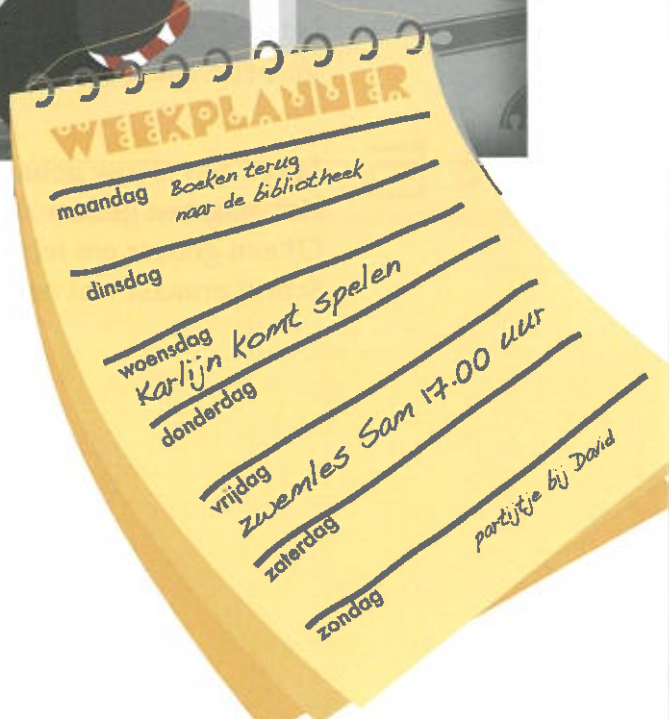 WEEKPLANNER
maandag Boeken terug
naar de bibliotheek
dinsdag
woensdag
Karlijn komt spelen
donderdag
vrijdag
zwemles Sam 17.00 uur
zaterdag
zondag partijtje bij David